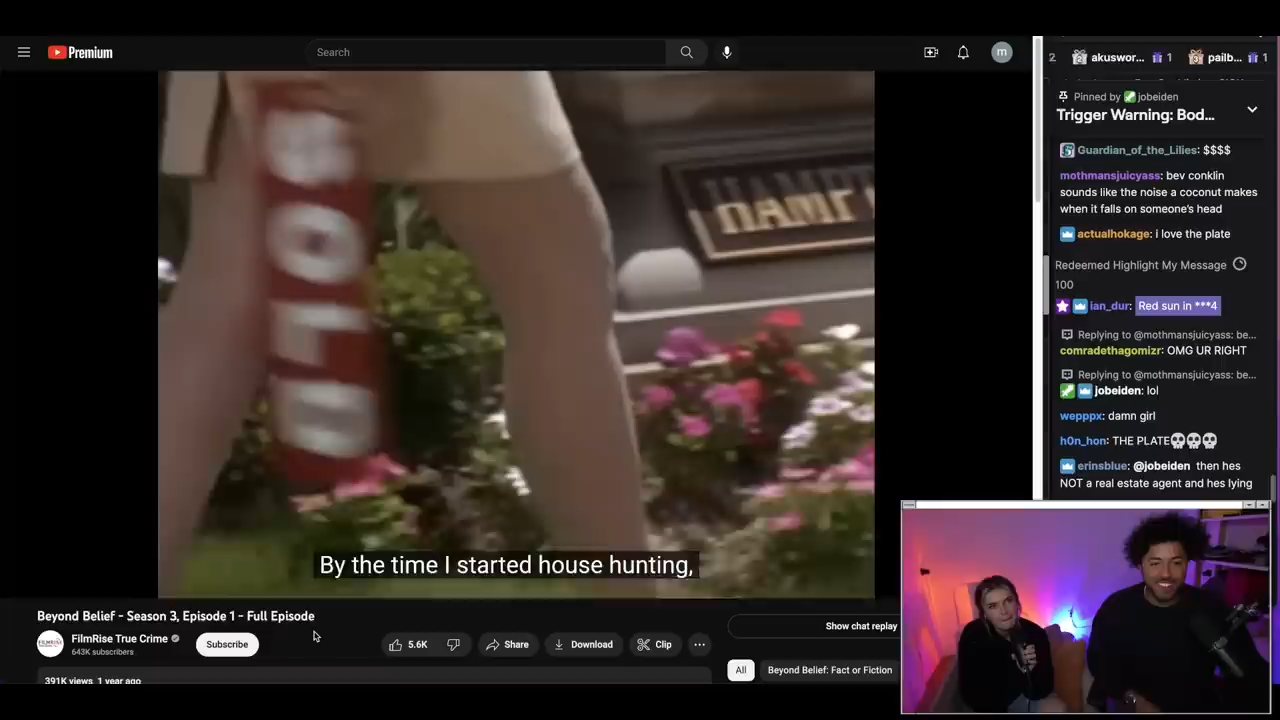 Premium
Search
m
SOLD
HAMPT
By the time I started house hunting,
Beyond Belief - Season 3, Episode 1 - Full Episode
FilmRise True Crime
643K subscribers
Subscribe
5.6K
Share
Download
Clip
Show chat replay
All
Beyond Belief: Fact or Fiction
391K views 1 year ago
2 akuswor... 1 pailb... 1
Pinned by jobeiden
Trigger Warning: Bod...
Guardian_of_the_Lilies: $$$$
mothmansjuicyass: bev conklin
sounds like the noise a coconut makes
when it falls on someone's head
actualhokage: i love the plate
Redeemed Highlight My Message
100
ian_dur: Red sun in ***4
Replying to @mothmansjuicyass: be...
comradethagomizr: OMG UR RIGHT
Replying to @mothmansjuicyass: be...
jobeiden: lol
wepppx: damn girl
h0n_hon: THE PLATE💀💀💀
erinsblue: @jobeiden then hes
NOT a real estate agent and hes lying